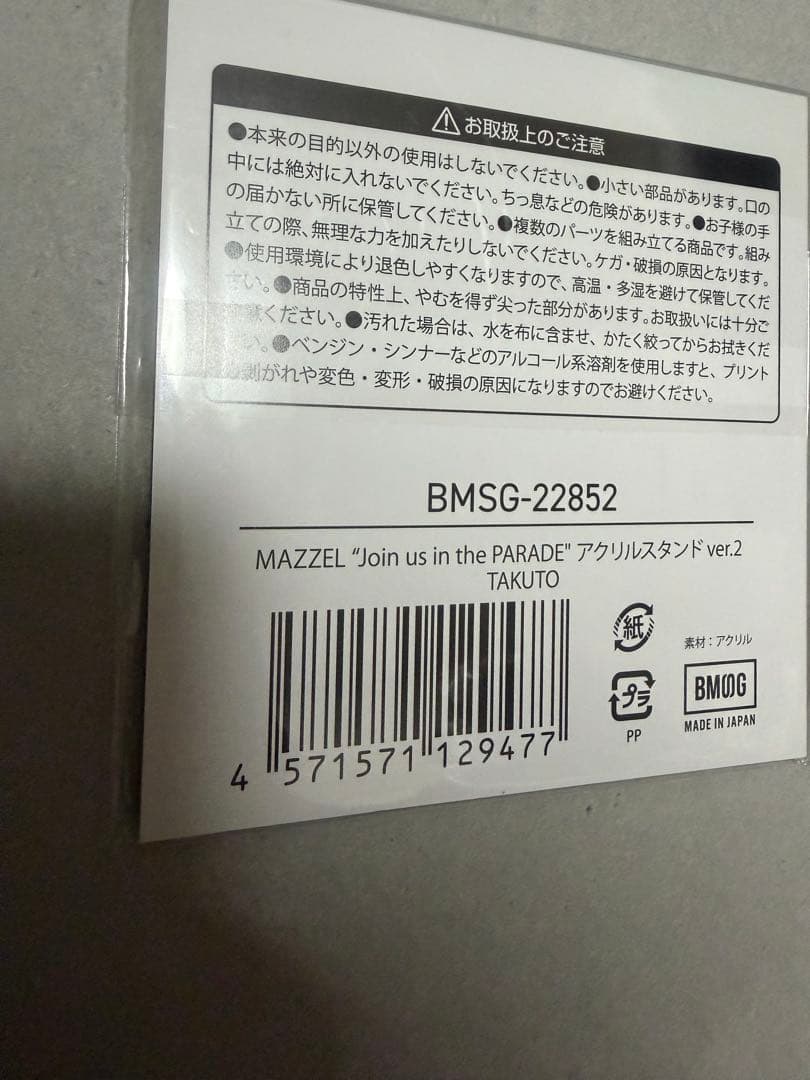 お取扱上のご注意
●本来の目的以外の使用はしないでください。●小さい部品があります。口の
中には絶対に入れないでください。ちっ息などの危険があります。●お子様の手
の届かない所に保管してください。●複数のパーツを組み立てる商品です。組み
立ての際、無理な力を加えたりしないでください。ケガ・破損の原因となります。
●使用環境により退色しやすくなりますので、高温・多湿を避けて保管してくだ
さい。●商品の特性上、やむを得ず尖った部分があります。お取扱いには十分ご
意ください。●汚れた場合は、水を布に含ませ、かたく絞ってからお拭きくだ
い。●ベンジン・シンナーなどのアルコール系溶剤を使用しますと、プリント
剥がれや変色・変形・破損の原因になりますのでお避けください。
BMSG-22852
MAZZEL “Join us in the PARADE" アクリルスタンド ver.2
TAKUTO
4 571571 129477
紙
プラ
PP
素材：アクリル
BMSG
MADE IN JAPAN